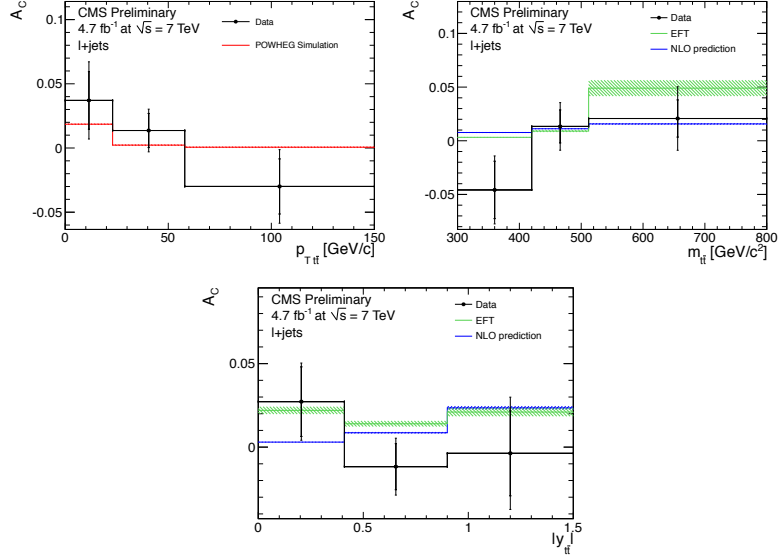 A_C
CMS Preliminary
4.7 fb⁻¹ at √s = 7 TeV
l+jets
Data
POWHEG Simulation
0.1
0.05
0
-0.05
0 50 100 150
p_T tt̄ [GeV/c]
A_C
CMS Preliminary
4.7 fb⁻¹ at √s = 7 TeV
l+jets
Data
EFT
NLO prediction
0.1
0.05
0
-0.05
300 400 500 600 700 800
m_tt̄ [GeV/c²]
A_C
CMS Preliminary
4.7 fb⁻¹ at √s = 7 TeV
l+jets
Data
EFT
NLO prediction
0.05
0
0 0.5 1 1.5
|y_tt̄|